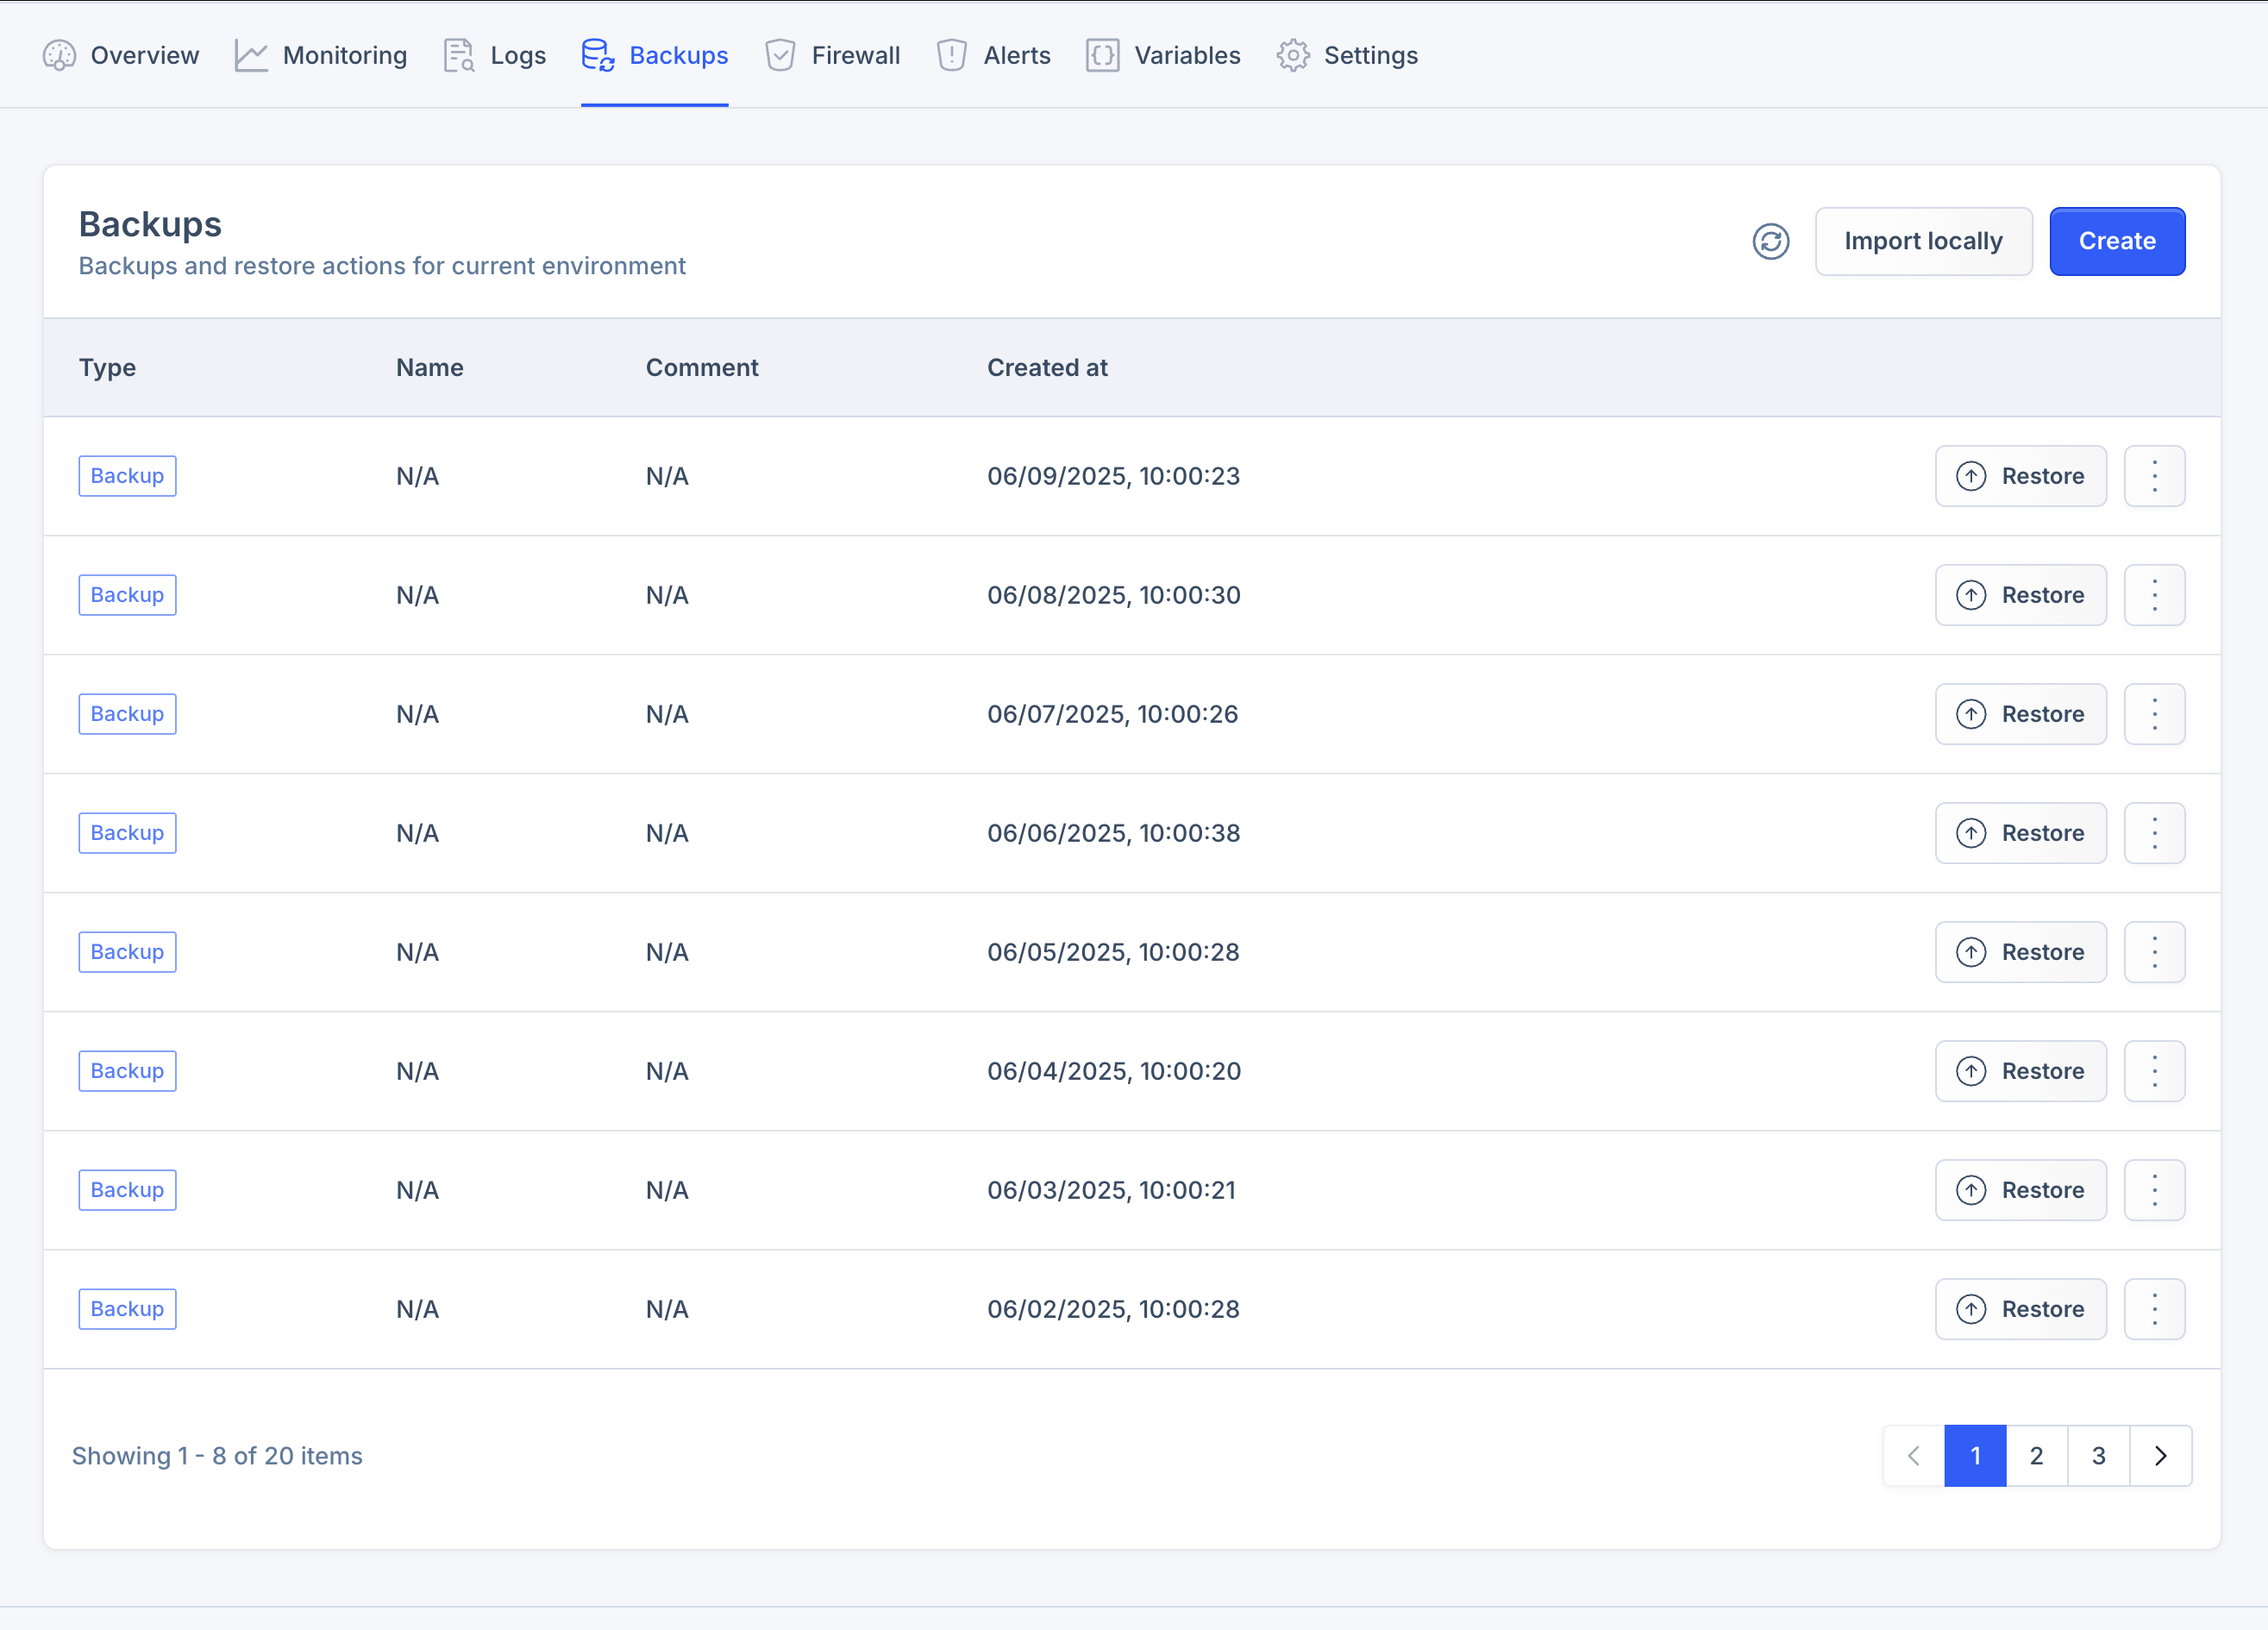 Overview Monitoring Logs Backups Firewall Alerts Variables Settings
Backups
Backups and restore actions for current environment
Import locally Create
Type Name Comment Created at
Backup N/A N/A 06/09/2025, 10:00:23 Restore
Backup N/A N/A 06/08/2025, 10:00:30 Restore
Backup N/A N/A 06/07/2025, 10:00:26 Restore
Backup N/A N/A 06/06/2025, 10:00:38 Restore
Backup N/A N/A 06/05/2025, 10:00:28 Restore
Backup N/A N/A 06/04/2025, 10:00:20 Restore
Backup N/A N/A 06/03/2025, 10:00:21 Restore
Backup N/A N/A 06/02/2025, 10:00:28 Restore
Showing 1 - 8 of 20 items 1 2 3